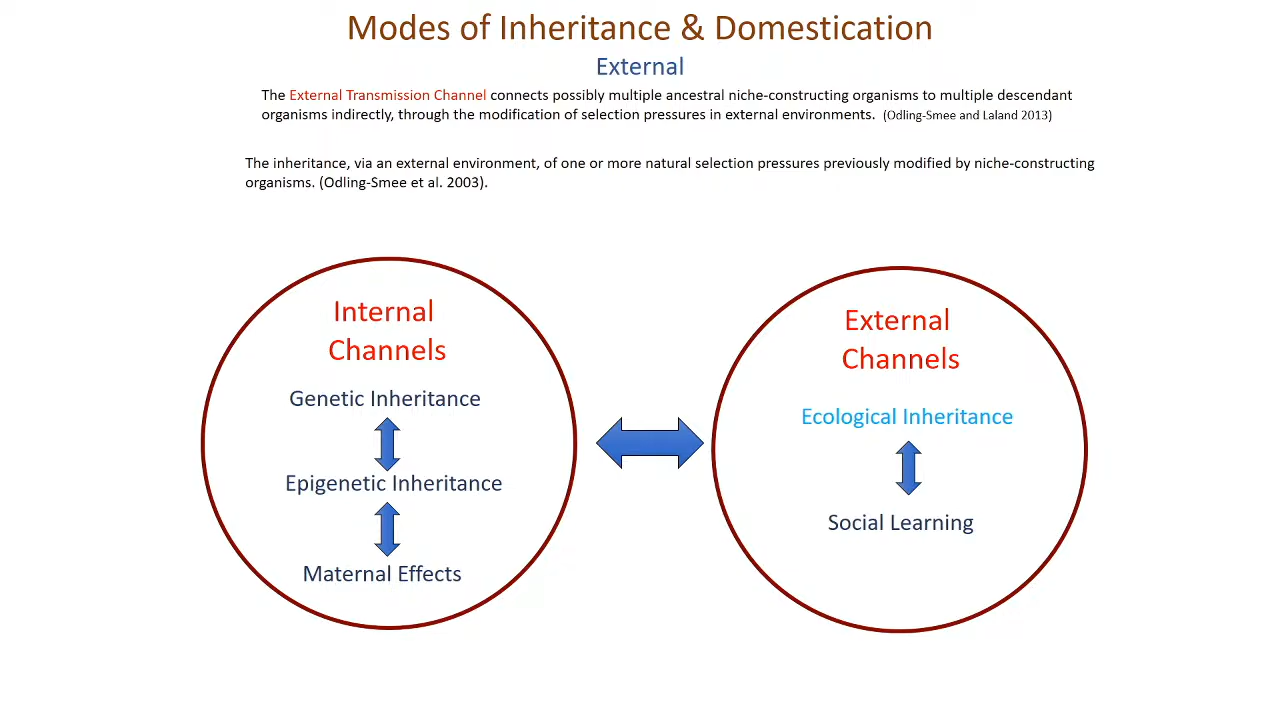 Modes of Inheritance & Domestication
External
The External Transmission Channel connects possibly multiple ancestral niche-constructing organisms to multiple descendant
organisms indirectly, through the modification of selection pressures in external environments. (Odling-Smee and Laland 2013)
The inheritance, via an external environment, of one or more natural selection pressures previously modified by niche-constructing
organisms. (Odling-Smee et al. 2003).
Internal
Channels
Genetic Inheritance
Epigenetic Inheritance
Maternal Effects
External
Channels
Ecological Inheritance
Social Learning